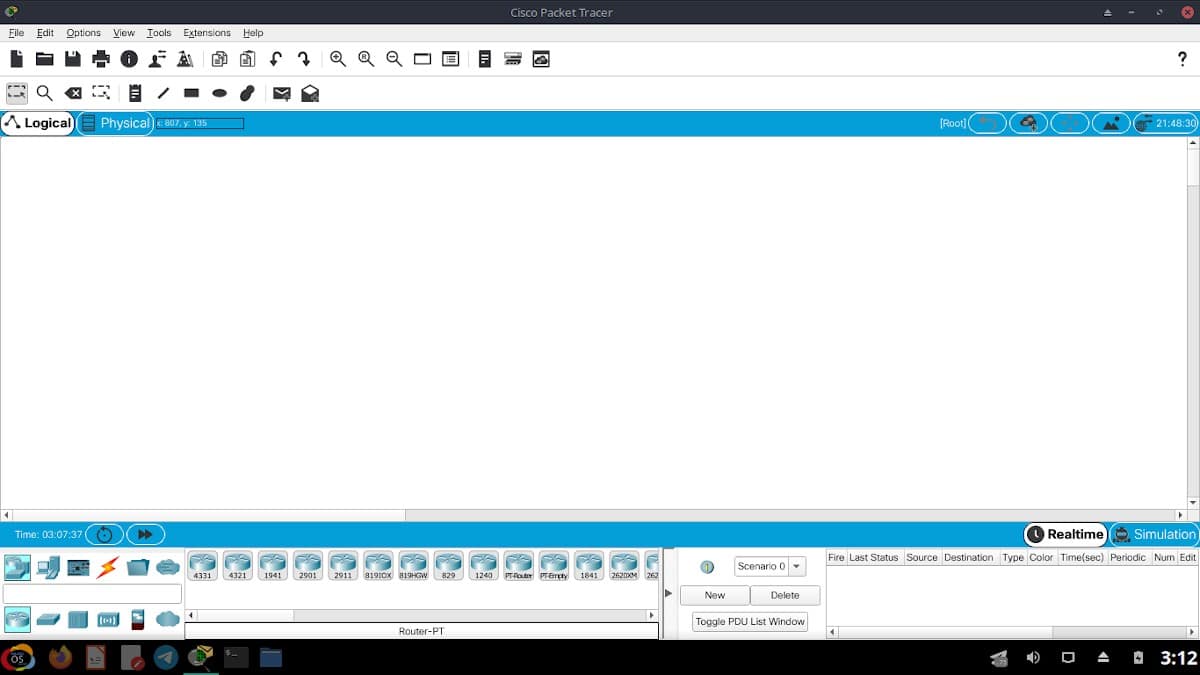 Cisco Packet Tracer
File Edit Options View Tools Extensions Help
?
Logical Physical x: 807, y: 135 [Root] 21:48:30
Time: 03:07:37 Realtime Simulation
4331 4321 1941 2901 2911 819IOX 819HGW 829 1240 PT-Router PT-Empty 1841 2620XM 262
Scenario 0
Fire Last Status Source Destination Type Color Time(sec) Periodic Num Edit
New Delete
Toggle PDU List Window
Router-PT
OS
3:12